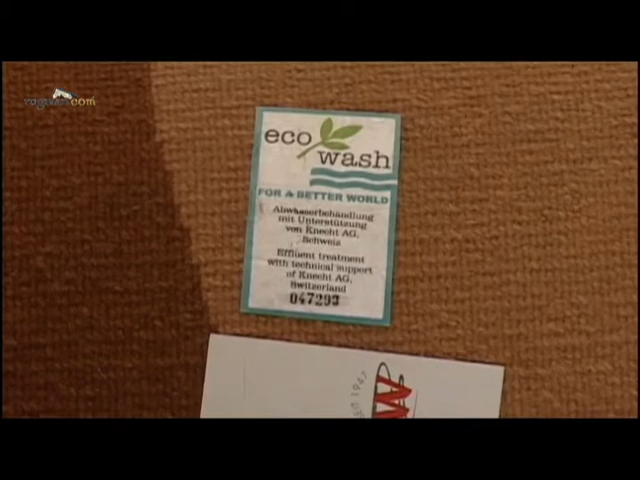 eco
wash
FOR A BETTER WORLD
Abwasserbehandlung
mit Unterstützung
von Knecht AG,
Schweiz
Effluent treatment
with technical support
of Knecht AG,
Switzerland
047293